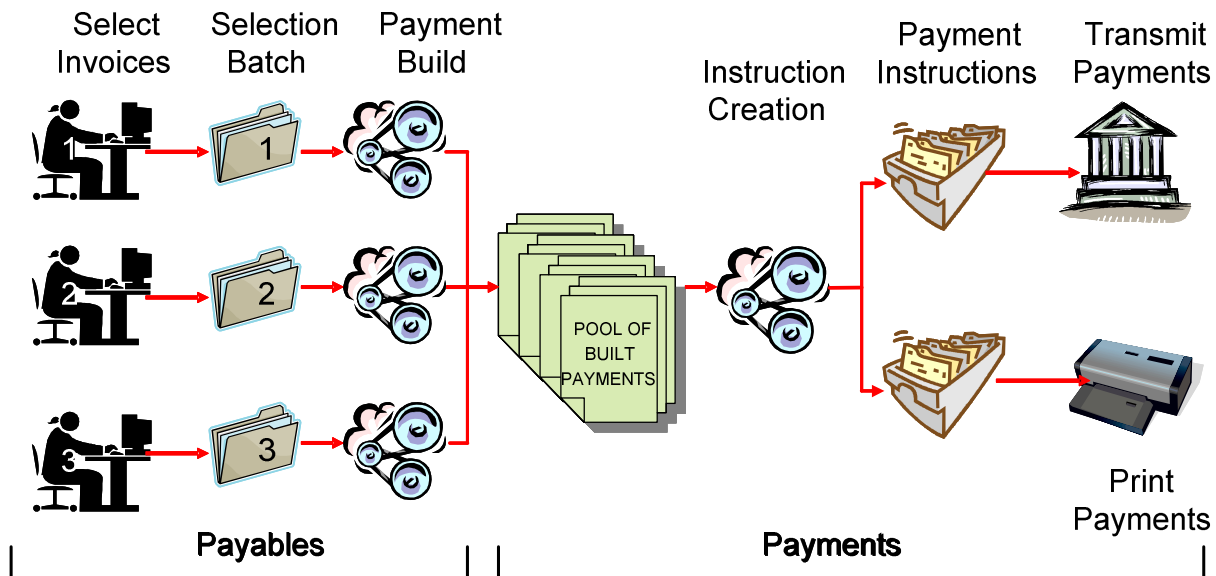 Select
Invoices
Selection
Batch
Payment
Build
Instruction
Creation
Payment
Instructions
Transmit
Payments
1
1
2
2
3
3
POOL OF
BUILT
PAYMENTS
Print
Payments
Payables
Payments